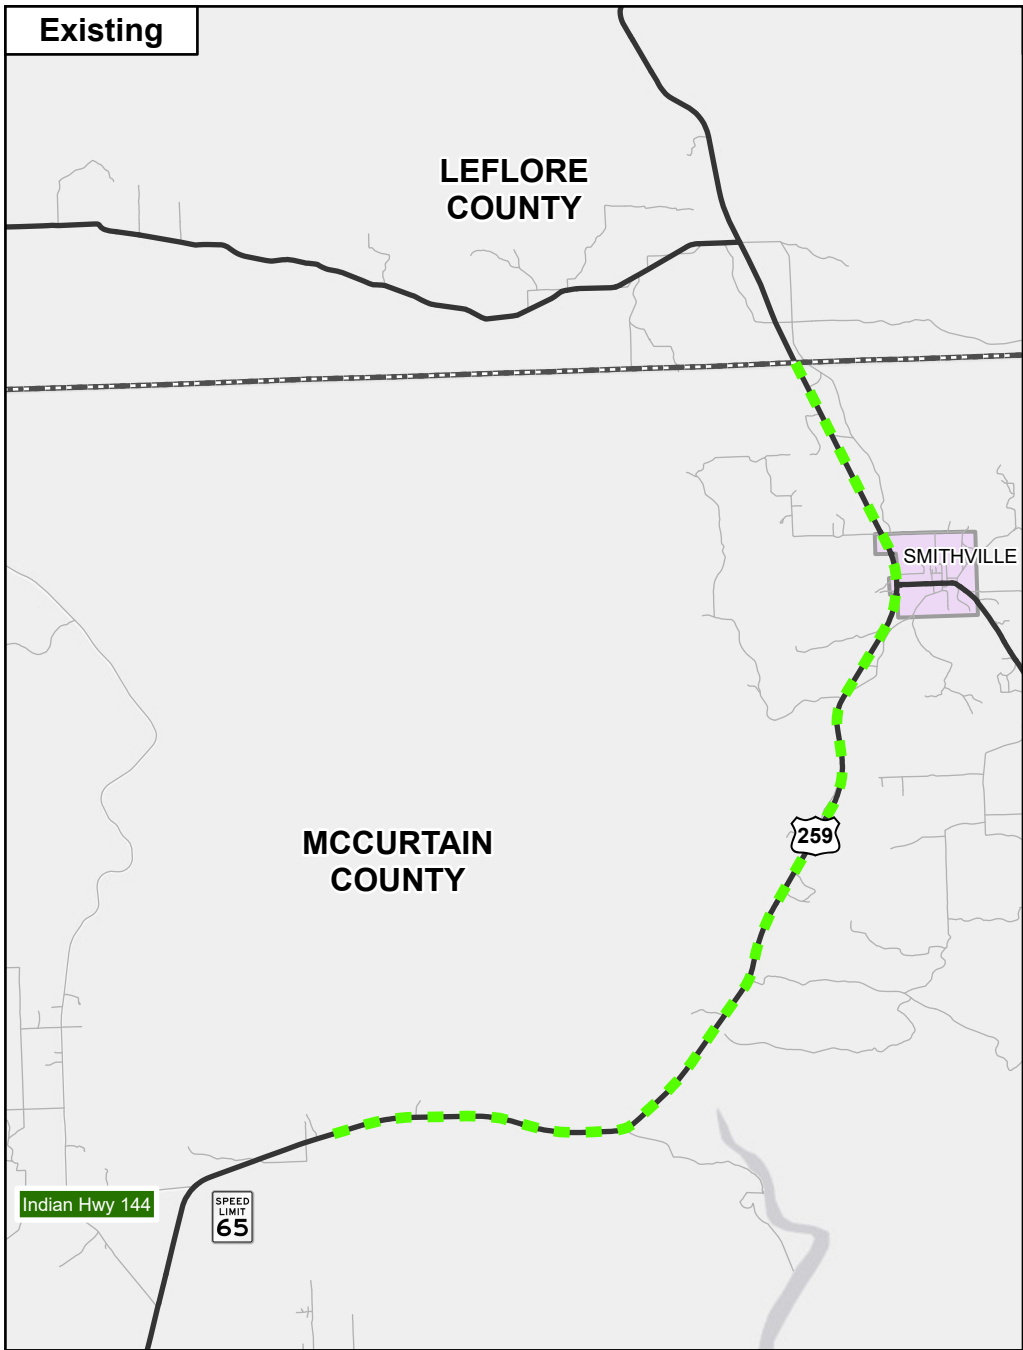 Existing
LEFLORE
COUNTY
SMITHVILLE
259
MCCURTAIN
COUNTY
Indian Hwy 144
SPEED
LIMIT
65